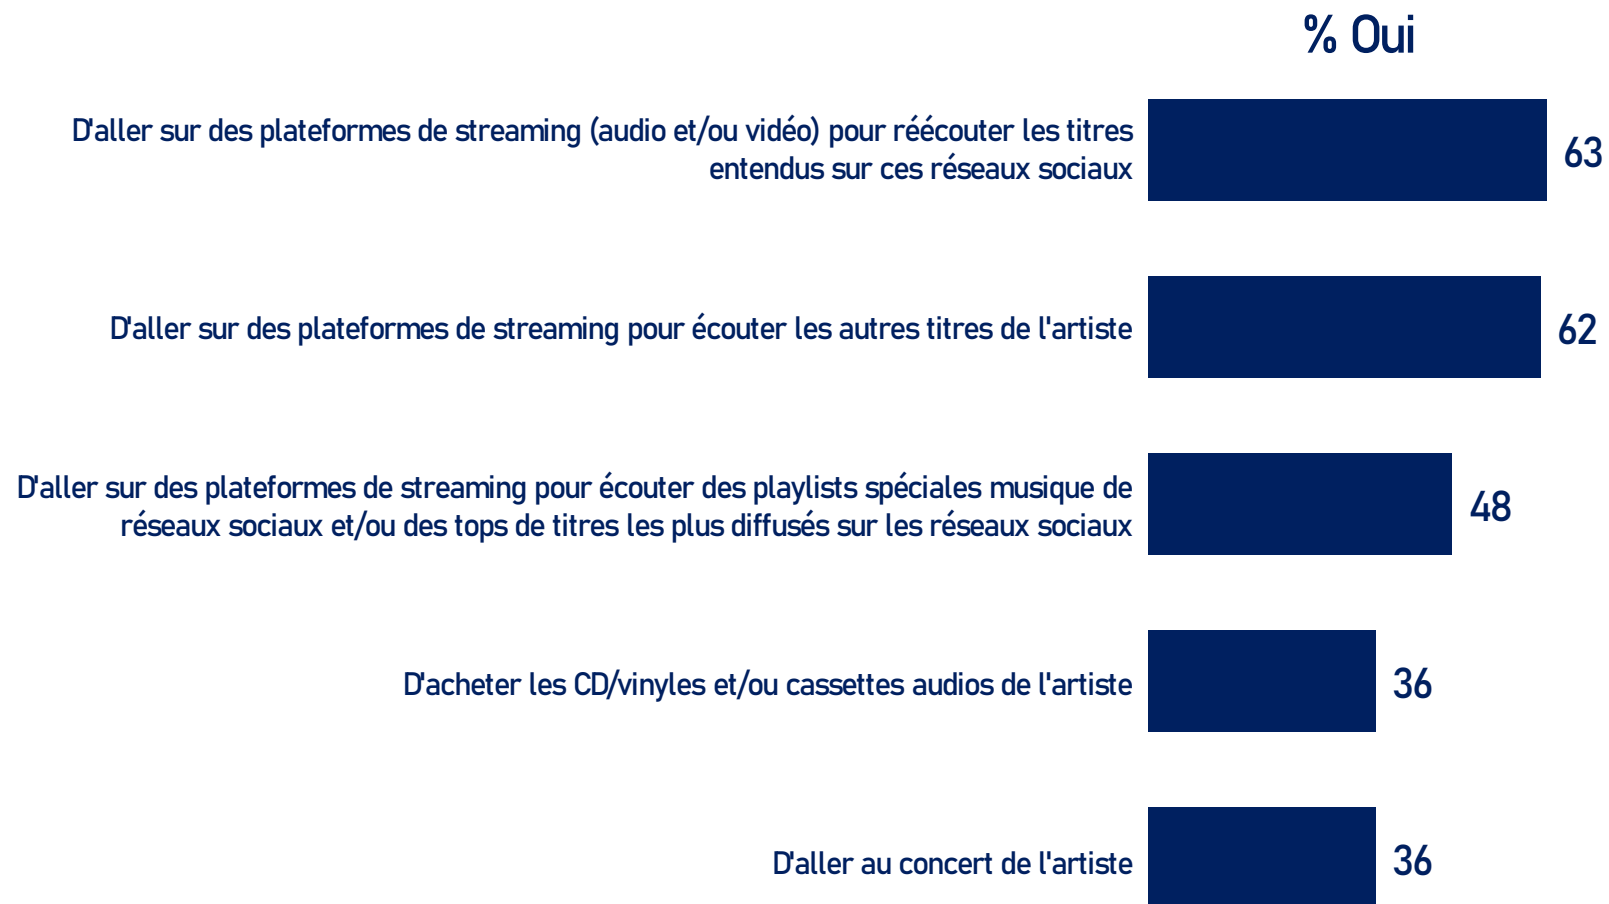 % Oui
D'aller sur des plateformes de streaming (audio et/ou vidéo) pour réécouter les titres
entendus sur ces réseaux sociaux
63
D'aller sur des plateformes de streaming pour écouter les autres titres de l'artiste
62
D'aller sur des plateformes de streaming pour écouter des playlists spéciales musique de
réseaux sociaux et/ou des tops de titres les plus diffusés sur les réseaux sociaux
48
D'acheter les CD/vinyles et/ou cassettes audios de l'artiste
36
D'aller au concert de l'artiste
36